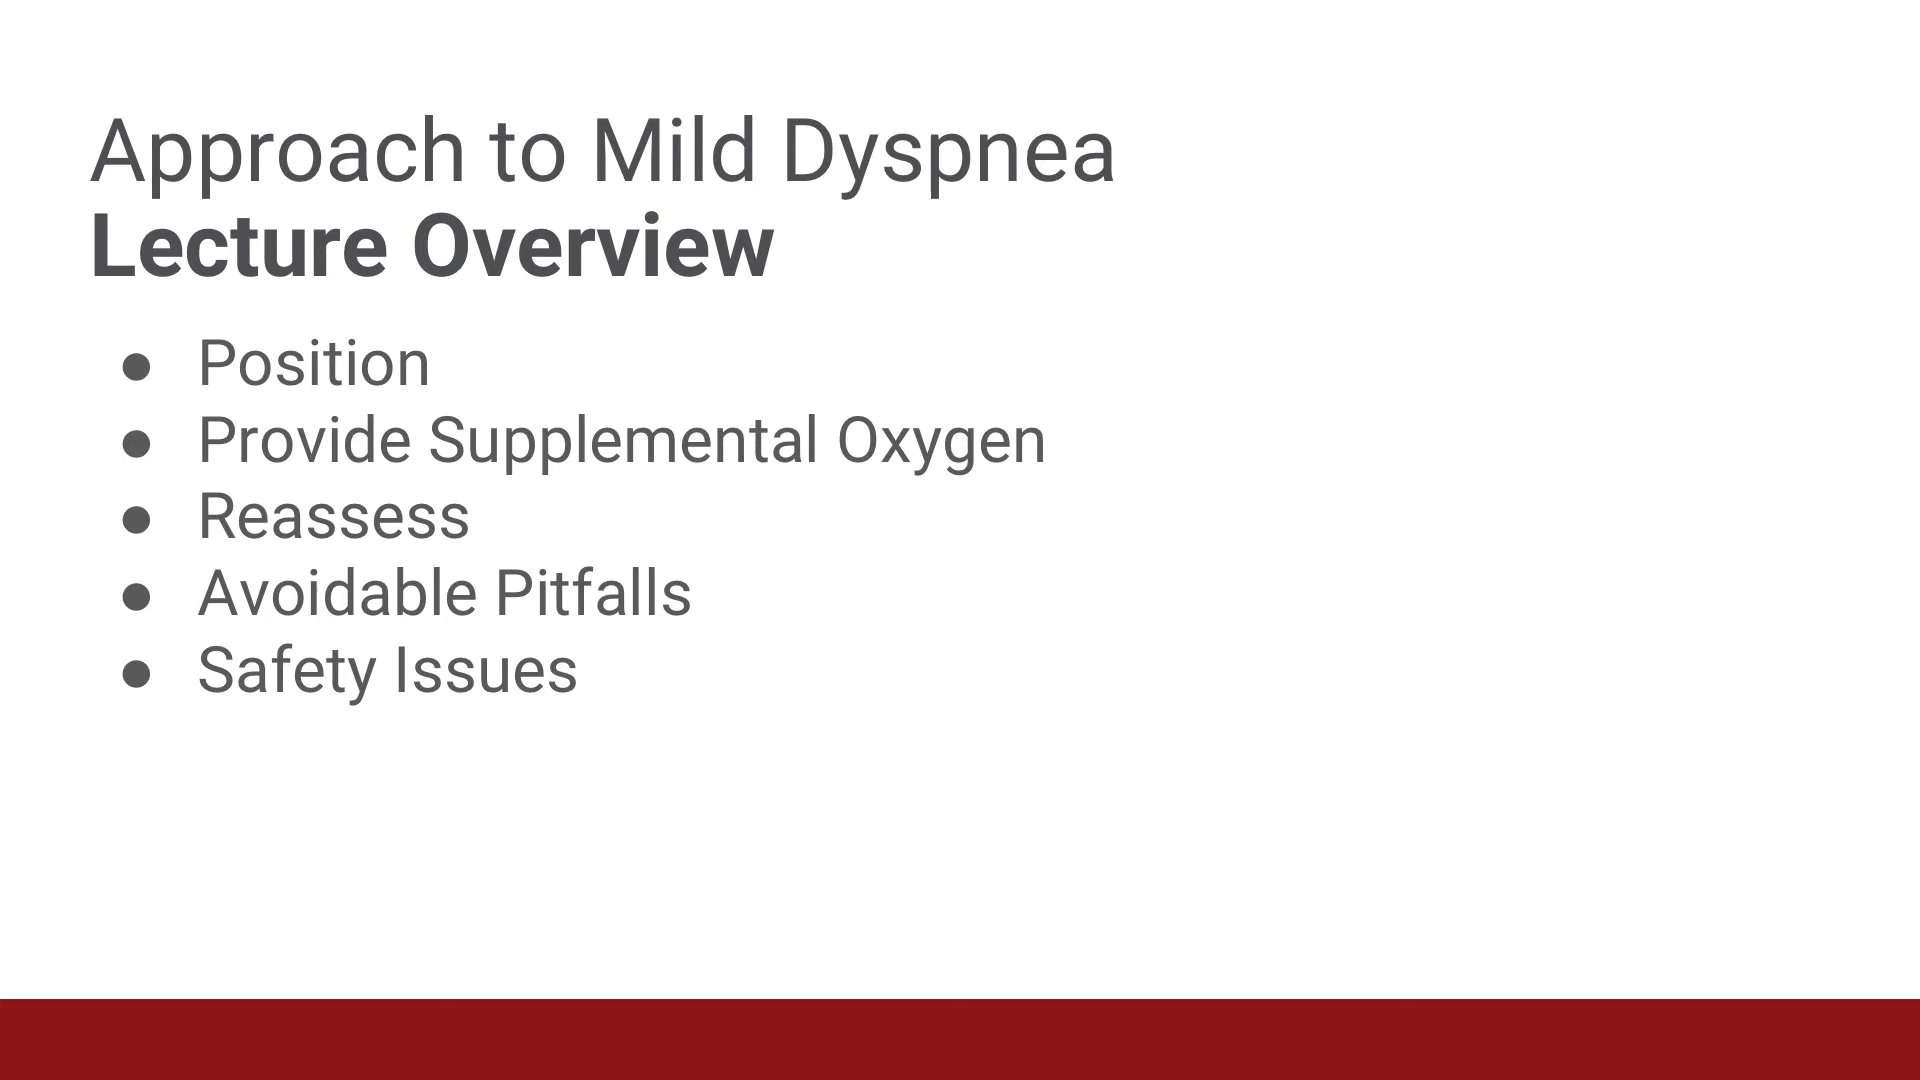 Approach to Mild Dyspnea
Lecture Overview
● Position
● Provide Supplemental Oxygen
● Reassess
● Avoidable Pitfalls
● Safety Issues